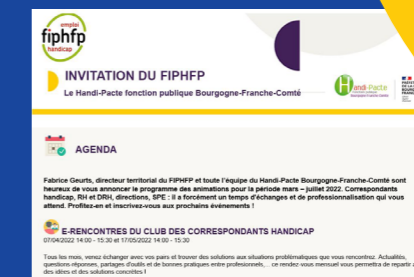 emploi
fiphfp
handicap
INVITATION DU FIPHFP
Le Handi-Pacte fonction publique Bourgogne-Franche-Comté
Handi-Pacte
AGENDA
Fabrice Geurts, directeur territorial du FIPHFP et toute l'équipe du Handi-Pacte Bourgogne-Franche-Comté sont
heureux de vous annoncer le programme des animations pour la période mars – juillet 2022. Correspondants
handicap, RH et DRH, directions, SPE : il a forcément un temps d'échanges et de professionnalisation qui vous
attend. Profitez-en et inscrivez-vous aux prochains événements !
E-RENCONTRES DU CLUB DES CORRESPONDANTS HANDICAP
07/04/2022 14:00 - 15:30 et 17/05/2022 14:00 - 15:30
Tous les mois, venez échanger avec vos pairs et trouver des solutions aux situations problématiques que vous rencontrez. Actualités,
questions réponses, partages d'outils et de bonnes pratiques entre professionnels,... ce rendez-vous mensuel vous permettra de repartir avec
des idées et des solutions concrètes !